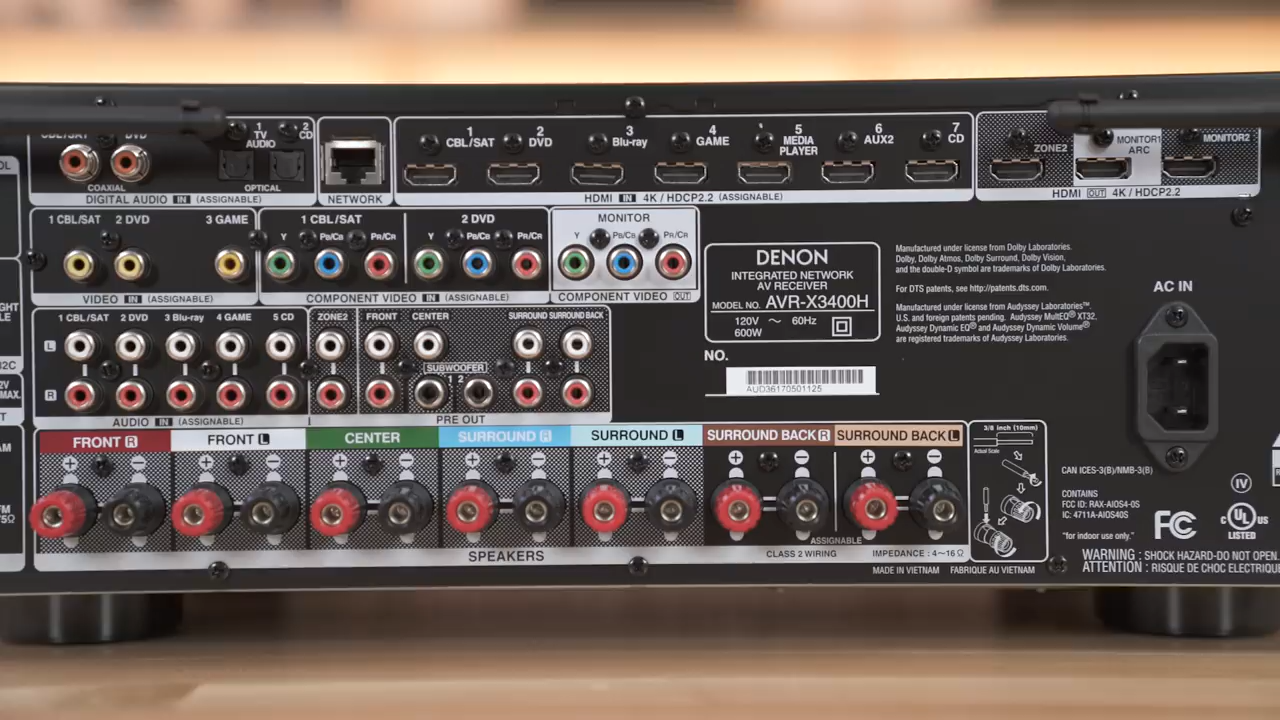 CBL/SAT
DVD
1
TV
AUDIO
2
CD
COAXIAL
OPTICAL
DIGITAL AUDIO IN (ASSIGNABLE)
NETWORK
1
CBL/SAT
2
DVD
3
Blu-ray
4
GAME
5
MEDIA
PLAYER
6
AUX2
7
CD
HDMI IN 4K / HDCP2.2 (ASSIGNABLE)
ZONE2
MONITOR1
ARC
MONITOR2
HDMI OUT 4K / HDCP2.2
1 CBL/SAT 2 DVD 3 GAME
VIDEO IN (ASSIGNABLE)
1 CBL/SAT
Y PB/CB PR/CR
2 DVD
Y PB/CB PR/CR
COMPONENT VIDEO IN (ASSIGNABLE)
MONITOR
Y PB/CB PR/CR
COMPONENT VIDEO OUT
DENON
INTEGRATED NETWORK
AV RECEIVER
MODEL NO. AVR-X3400H
120V ~ 60Hz
600W
NO.
AUD36170501125
Manufactured under license from Dolby Laboratories.
Dolby, Dolby Atmos, Dolby Surround, Dolby Vision,
and the double-D symbol are trademarks of Dolby Laboratories.
For DTS patents, see http://patents.dts.com.
Manufactured under license from Audyssey Laboratories™.
U.S. and foreign patents pending. Audyssey MultEQ® XT32,
Audyssey Dynamic EQ® and Audyssey Dynamic Volume®
are registered trademarks of Audyssey Laboratories.
AC IN
1 CBL/SAT 2 DVD 3 Blu-ray 4 GAME 5 CD
L
R
AUDIO IN (ASSIGNABLE)
ZONE2
FRONT CENTER SURROUND SURROUND BACK
SUBWOOFER
1 2
PRE OUT
FRONT R
FRONT L
CENTER
SURROUND R
SURROUND L
SURROUND BACK R
SURROUND BACK L
ASSIGNABLE
SPEAKERS
CLASS 2 WIRING
IMPEDANCE : 4~16 Ω
3/8 inch (10mm)
Actual Scale
MADE IN VIETNAM FABRIQUE AU VIETNAM
CAN ICES-3(B)/NMB-3(B)
CONTAINS
FCC ID: RAX-AIOS4-0S
IC: 4711A-AIOS40S
"for indoor use only."
FC
IV
C UL US
LISTED
WARNING : SHOCK HAZARD-DO NOT OPEN.
ATTENTION : RISQUE DE CHOC ELECTRIQUE